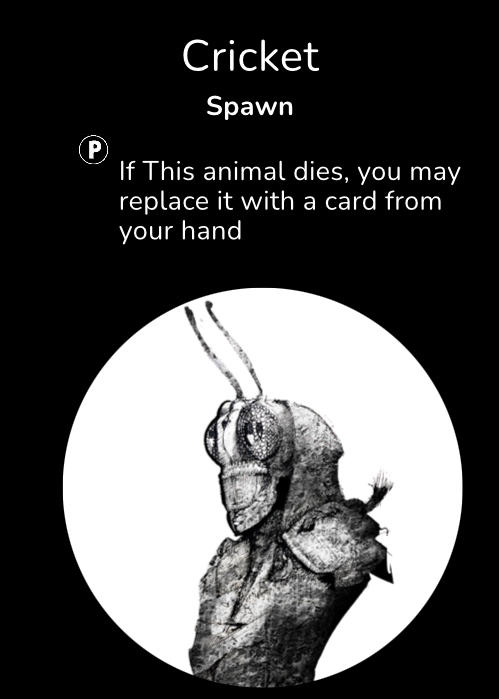 Cricket
Spawn
P
If This animal dies, you may
replace it with a card from
your hand